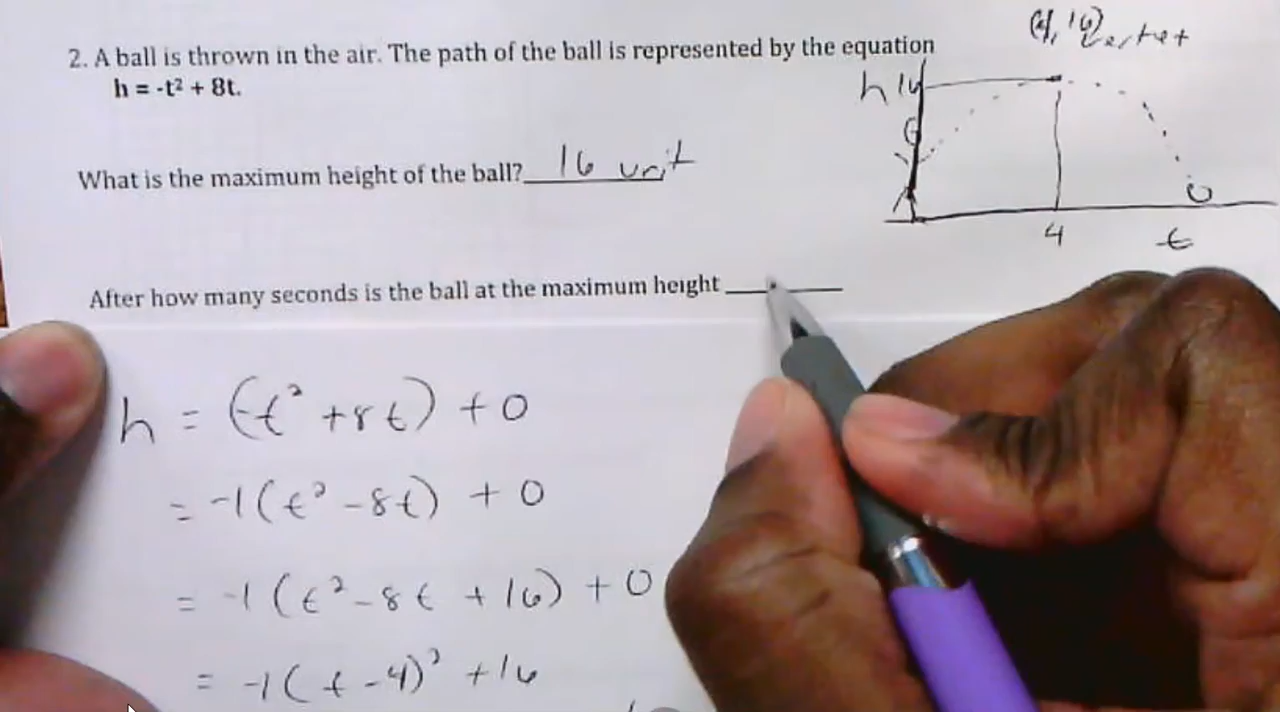 2. A ball is thrown in the air. The path of the ball is represented by the equation
h = -t² + 8t.
(4, 16)
vertex
h 16
4
t
What is the maximum height of the ball? 16 unit
After how many seconds is the ball at the maximum height ____
h = (-t² + 8t) + 0
= -1(t² - 8t) + 0
= -1(t² - 8t + 16) + 0
= -1(t - 4)² + 16